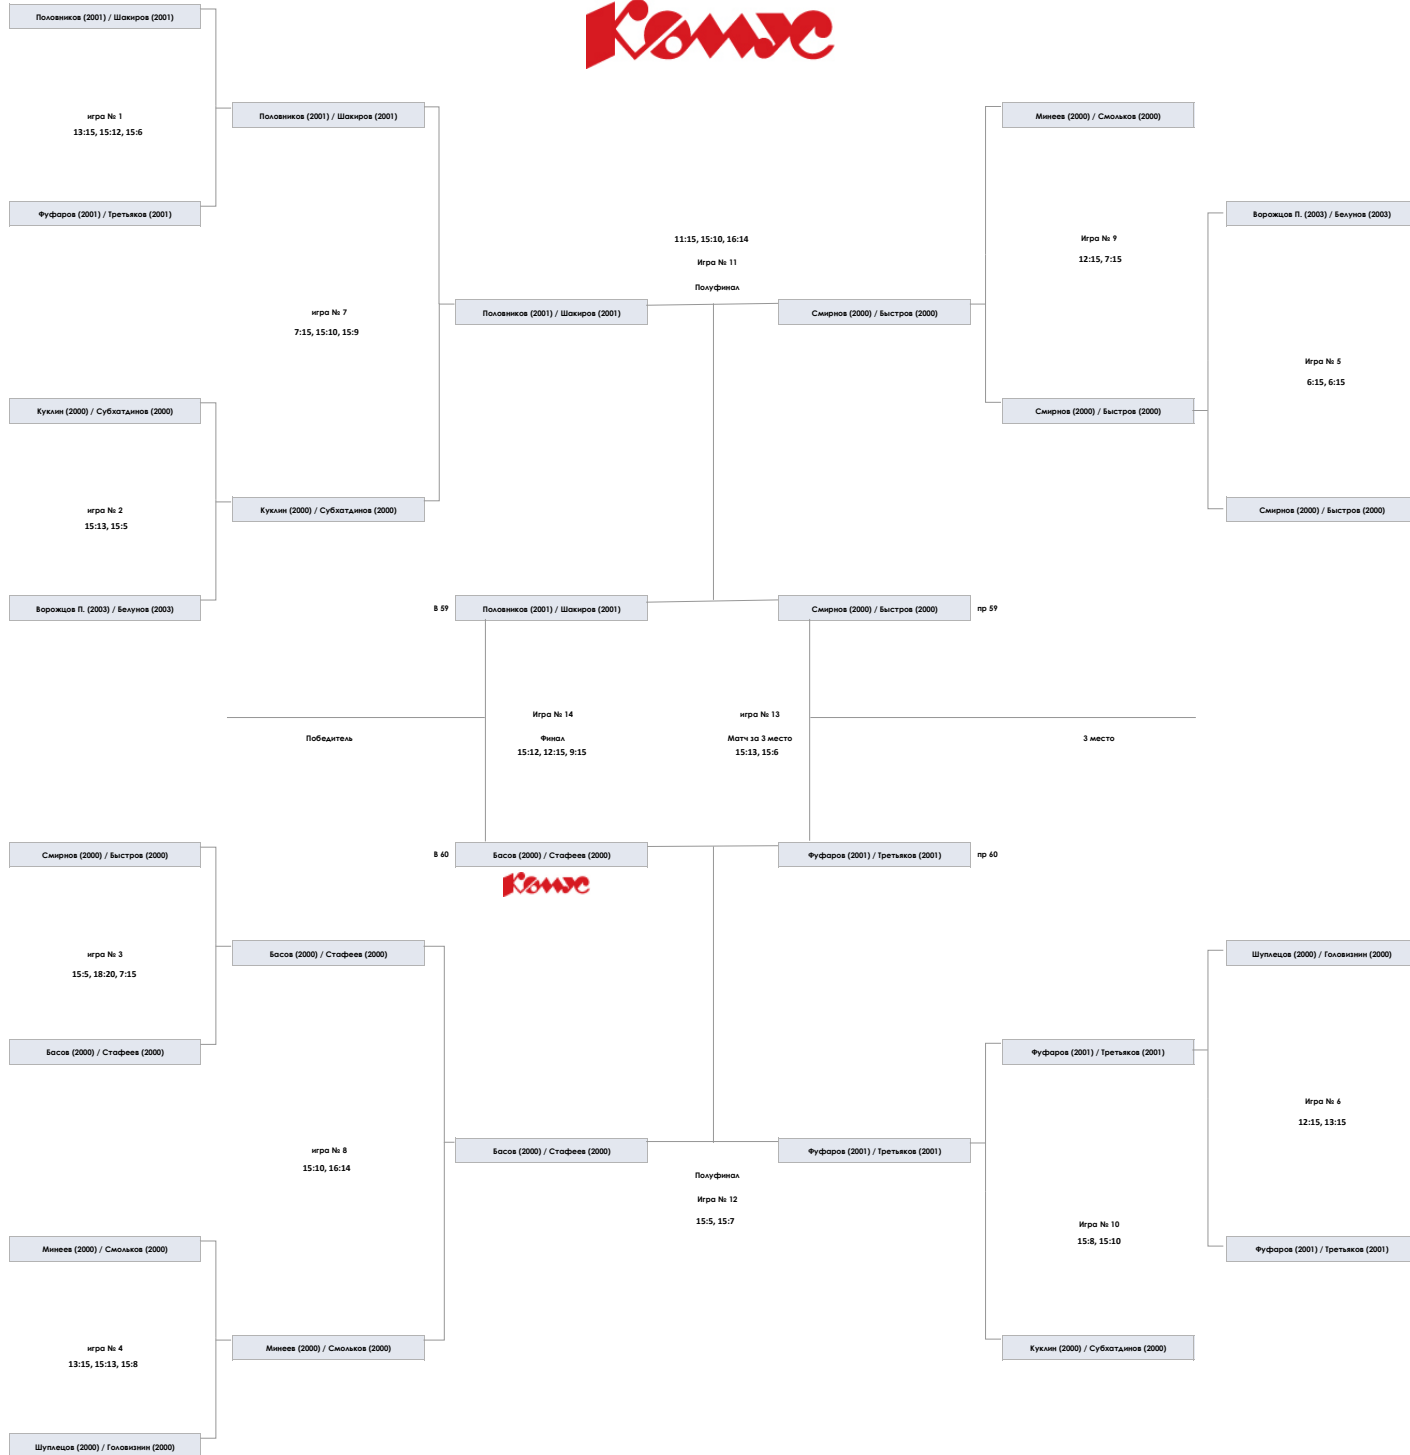 Комус
Половников (2001) / Шакиров (2001)
игра № 1
13:15, 15:12, 15:6
Половников (2001) / Шакиров (2001)
Минеев (2000) / Смольков (2000)
Фуфаров (2001) / Третьяков (2001)
Ворожцов П. (2003) / Белунов (2003)
11:15, 15:10, 16:14
Игра № 11
Полуфинал
Игра № 9
12:15, 7:15
игра № 7
7:15, 15:10, 15:9
Половников (2001) / Шакиров (2001)
Смирнов (2000) / Быстров (2000)
Игра № 5
6:15, 6:15
Куклин (2000) / Субхатдинов (2000)
Смирнов (2000) / Быстров (2000)
игра № 2
15:13, 15:5
Куклин (2000) / Субхатдинов (2000)
Смирнов (2000) / Быстров (2000)
Ворожцов П. (2003) / Белунов (2003)
В 59
Половников (2001) / Шакиров (2001)
Смирнов (2000) / Быстров (2000)
пр 59
Победитель
Игра № 14
Финал
15:12, 12:15, 9:15
игра № 13
Матч за 3 место
15:13, 15:6
3 место
Смирнов (2000) / Быстров (2000)
В 60
Басов (2000) / Стафеев (2000)
Фуфаров (2001) / Третьяков (2001)
пр 60
Комус
игра № 3
15:5, 18:20, 7:15
Басов (2000) / Стафеев (2000)
Шуплецов (2000) / Головизнин (2000)
Басов (2000) / Стафеев (2000)
Фуфаров (2001) / Третьяков (2001)
Игра № 6
12:15, 13:15
игра № 8
15:10, 16:14
Басов (2000) / Стафеев (2000)
Фуфаров (2001) / Третьяков (2001)
Полуфинал
Игра № 12
15:5, 15:7
Игра № 10
15:8, 15:10
Минеев (2000) / Смольков (2000)
Фуфаров (2001) / Третьяков (2001)
игра № 4
13:15, 15:13, 15:8
Минеев (2000) / Смольков (2000)
Куклин (2000) / Субхатдинов (2000)
Шуплецов (2000) / Головизнин (2000)